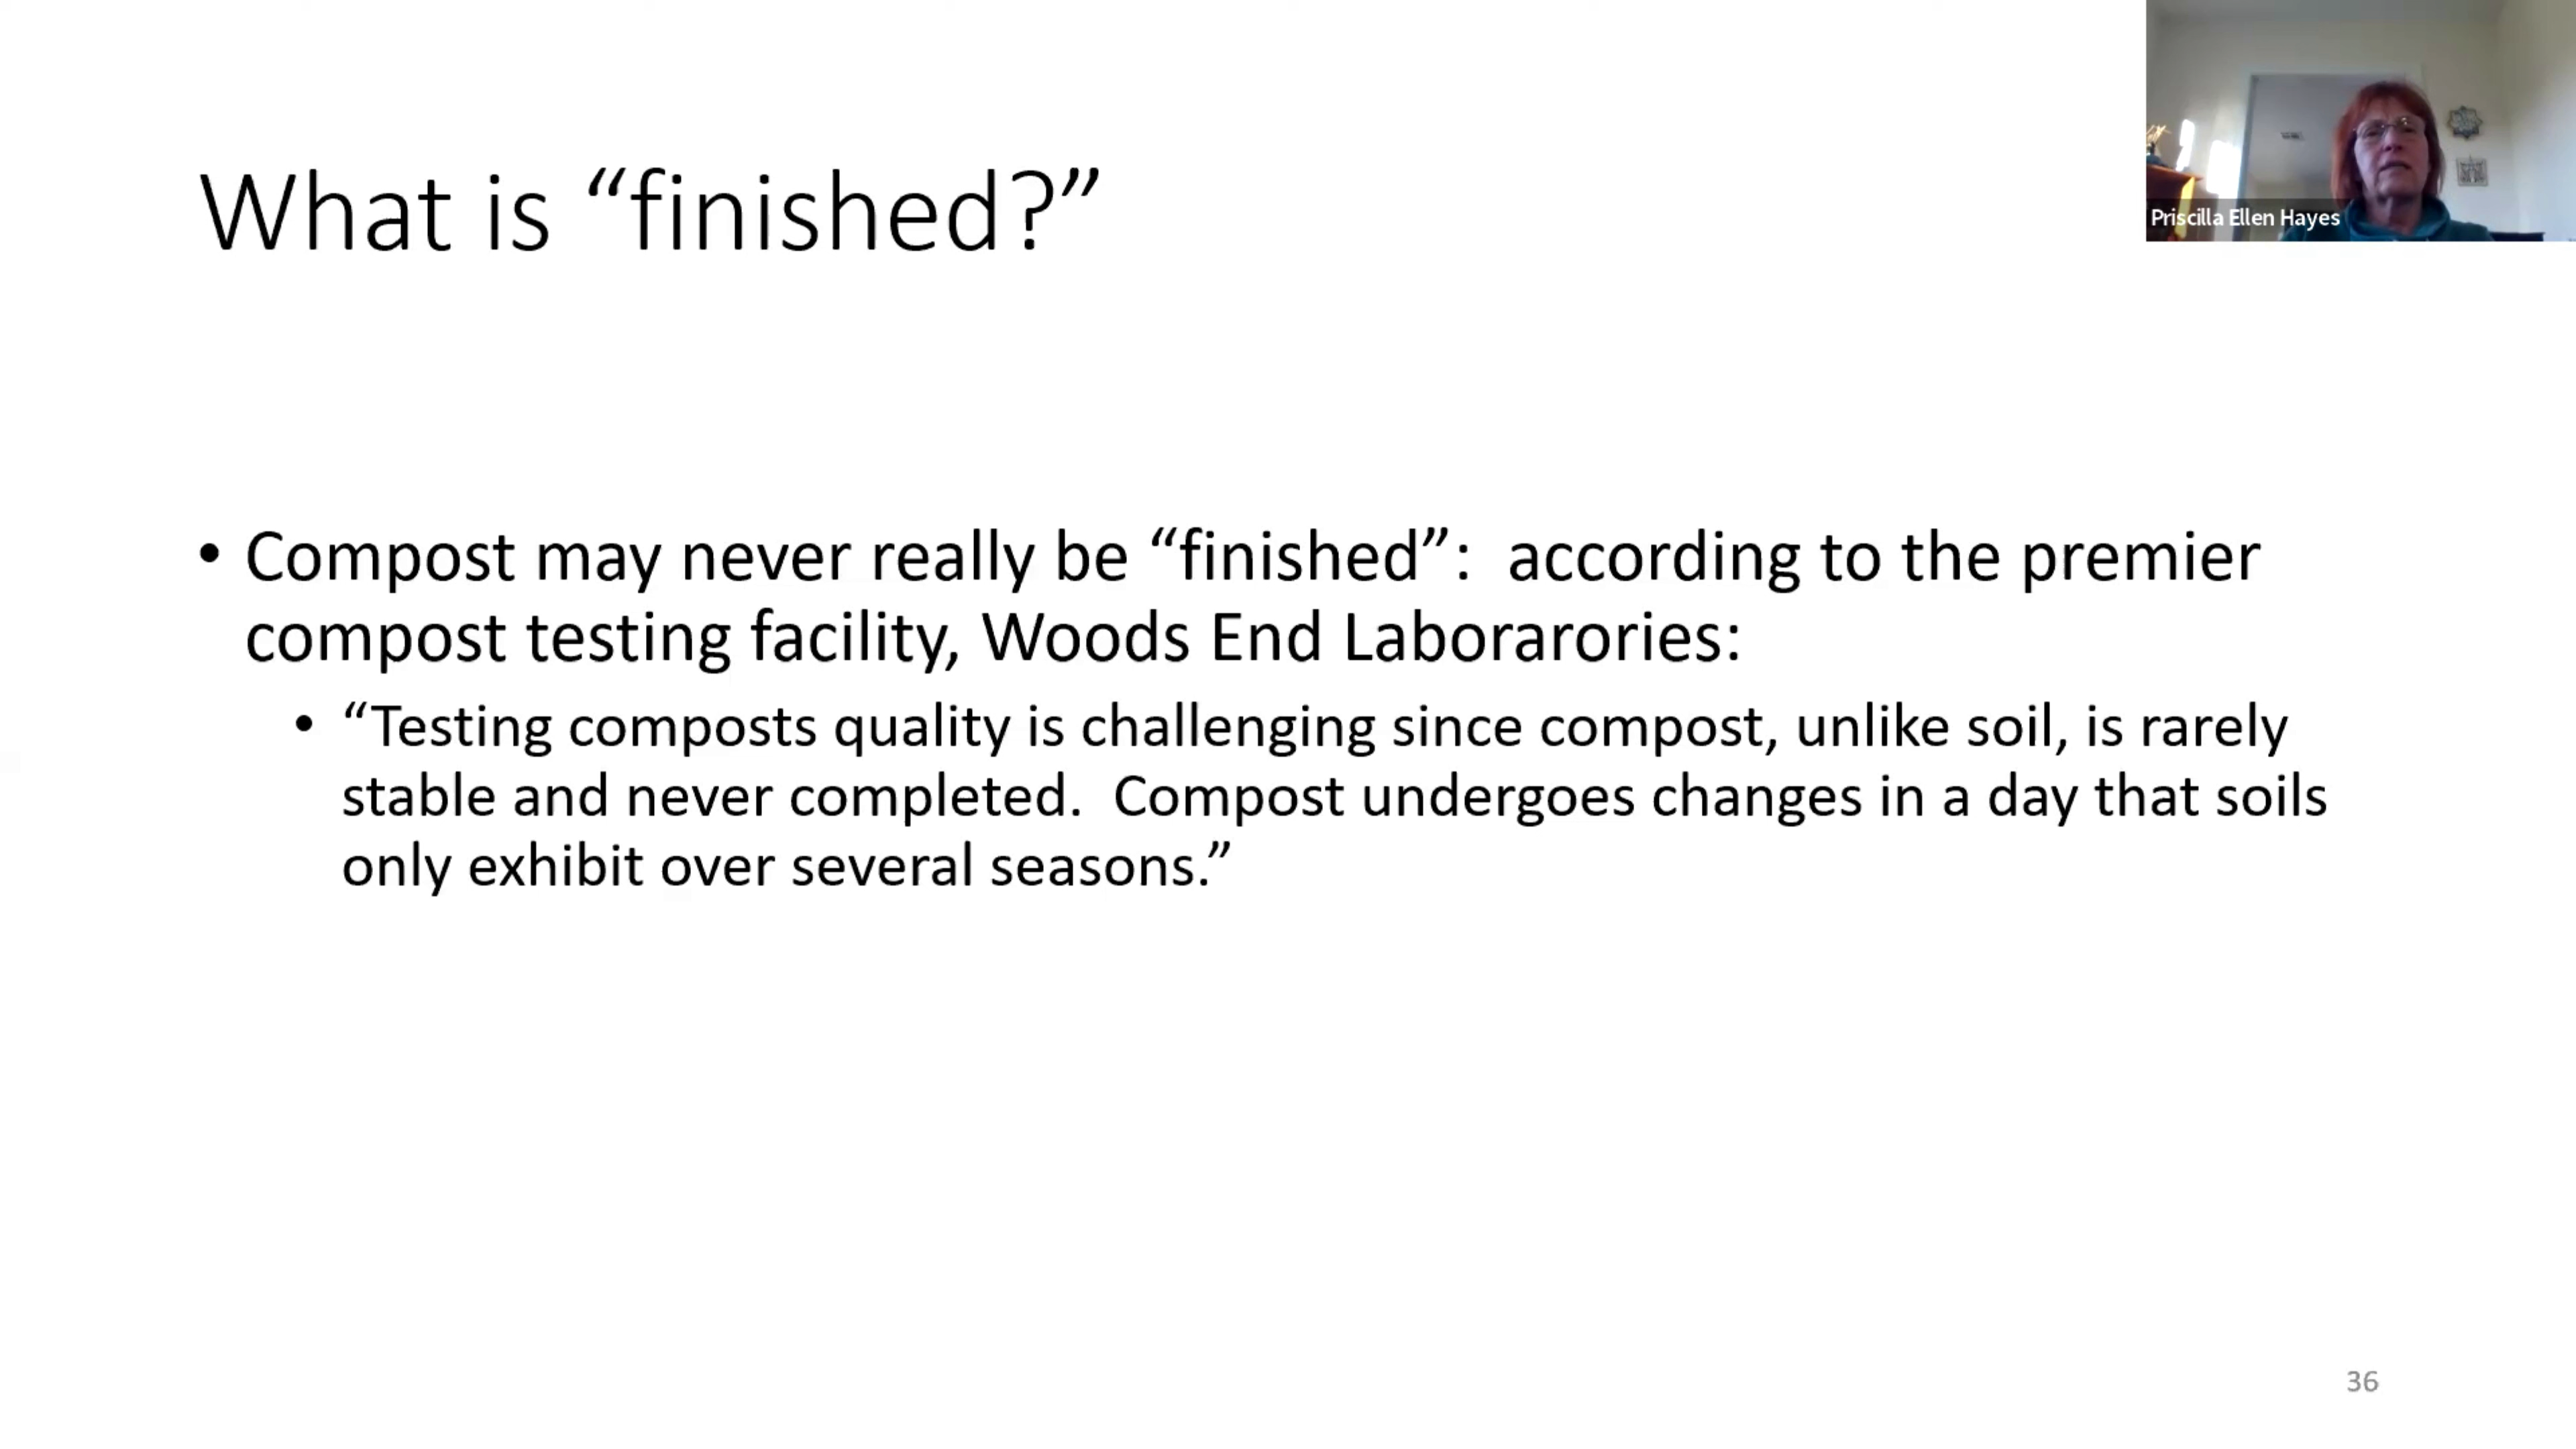 What is “finished?”
Priscilla Ellen Hayes
• Compost may never really be “finished”:  according to the premier
compost testing facility, Woods End Laborarories:
• “Testing composts quality is challenging since compost, unlike soil, is rarely
stable and never completed.  Compost undergoes changes in a day that soils
only exhibit over several seasons.”
36